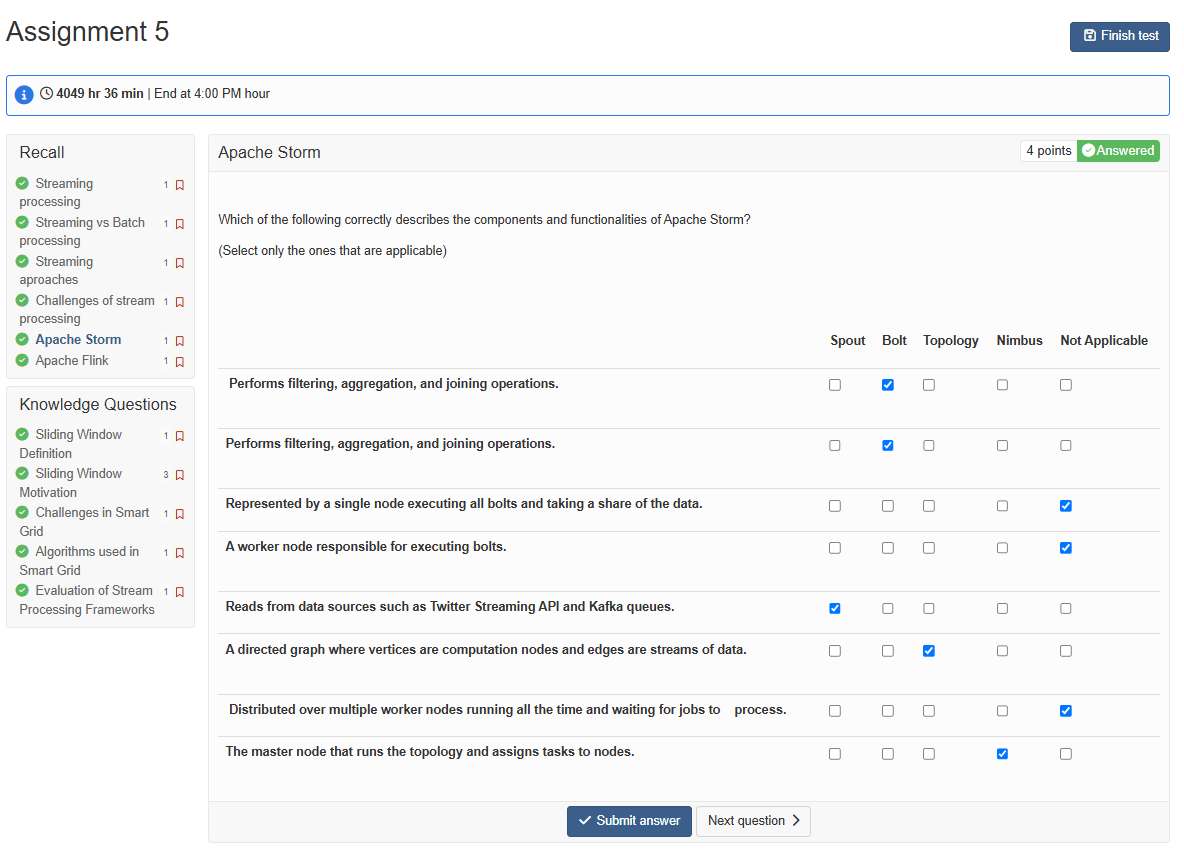 Assignment 5
Finish test
4049 hr 36 min | End at 4:00 PM hour
Recall
Streaming 1
processing
Streaming vs Batch 1
processing
Streaming 1
aproaches
Challenges of stream 1
processing
Apache Storm 1
Apache Flink 1
Knowledge Questions
Sliding Window 1
Definition
Sliding Window 3
Motivation
Challenges in Smart 1
Grid
Algorithms used in 1
Smart Grid
Evaluation of Stream 1
Processing Frameworks
Apache Storm 4 points Answered
Which of the following correctly describes the components and functionalities of Apache Storm?
(Select only the ones that are applicable)
Spout Bolt Topology Nimbus Not Applicable
Performs filtering, aggregation, and joining operations.
Performs filtering, aggregation, and joining operations.
Represented by a single node executing all bolts and taking a share of the data.
A worker node responsible for executing bolts.
Reads from data sources such as Twitter Streaming API and Kafka queues.
A directed graph where vertices are computation nodes and edges are streams of data.
Distributed over multiple worker nodes running all the time and waiting for jobs to process.
The master node that runs the topology and assigns tasks to nodes.
Submit answer Next question